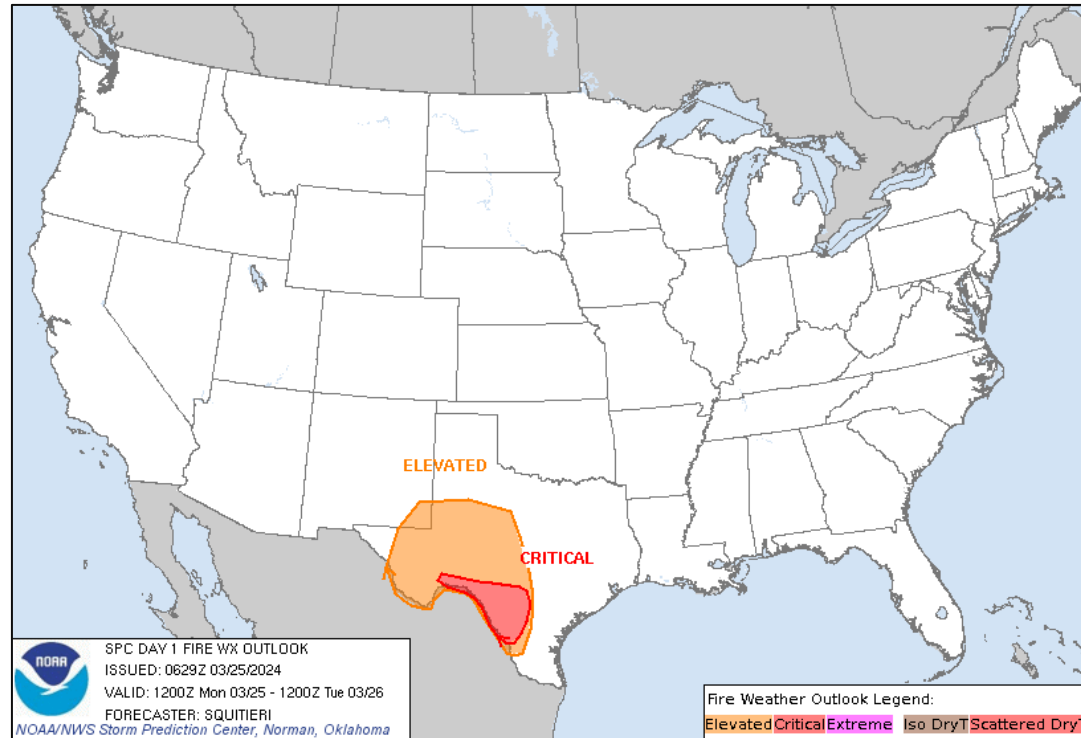 ELEVATED
CRITICAL
NOAA
SPC DAY 1 FIRE WX OUTLOOK
ISSUED: 0629Z 03/25/2024
VALID: 1200Z Mon 03/25 - 1200Z Tue 03/26
FORECASTER: SQUITIERI
NOAA/NWS Storm Prediction Center, Norman, Oklahoma
Fire Weather Outlook Legend:
Elevated Critical Extreme Iso DryT Scattered DryT